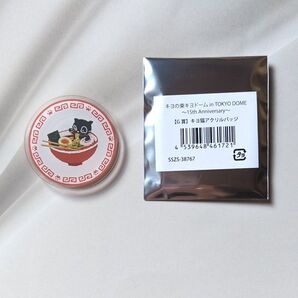 キヨの東キヨドーム in TOKYO DOME
～15th Anniversary～
【G賞】キヨ猫アクリルバッジ
4 539648 461721
SSZS-38767